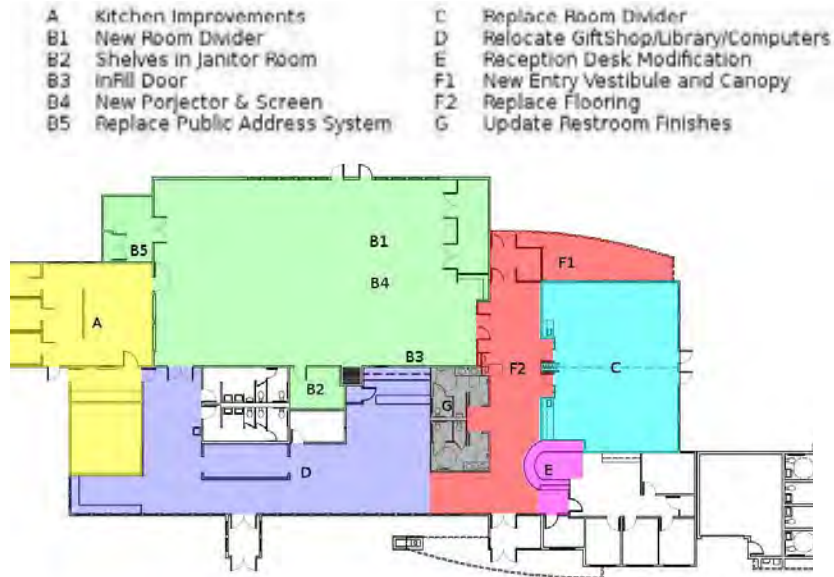 A Kitchen Improvements
B1 New Room Divider
B2 Shelves in Janitor Room
B3 InFill Door
B4 New Porjector & Screen
B5 Replace Public Address System
C Replace Room Divider
D Relocate GiftShop/Library/Computers
E Reception Desk Modification
F1 New Entry Vestibule and Canopy
F2 Replace Flooring
G Update Restroom Finishes
B1
B5
F1
B4
A
B3
F2
C
B2
G
D
E